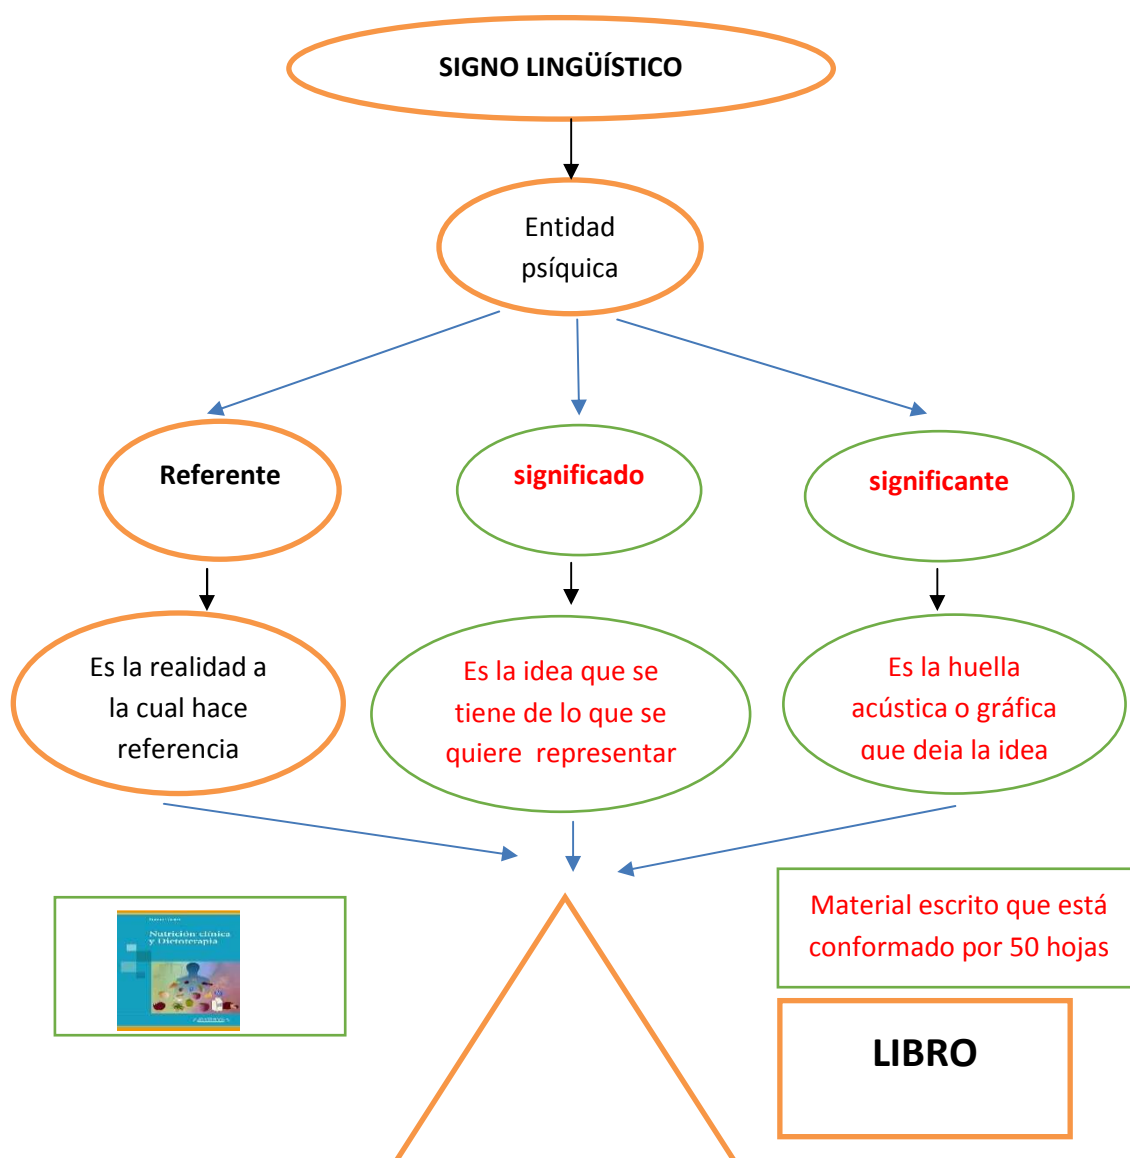 SIGNO LINGÜÍSTICO
Entidad
psíquica
Referente
significado
significante
Es la realidad a
la cual hace
referencia
Es la idea que se
tiene de lo que se
quiere representar
Es la huella
acústica o gráfica
que deja la idea
Nutrición clínica
y Dietoterapia
Material escrito que está
conformado por 50 hojas
LIBRO